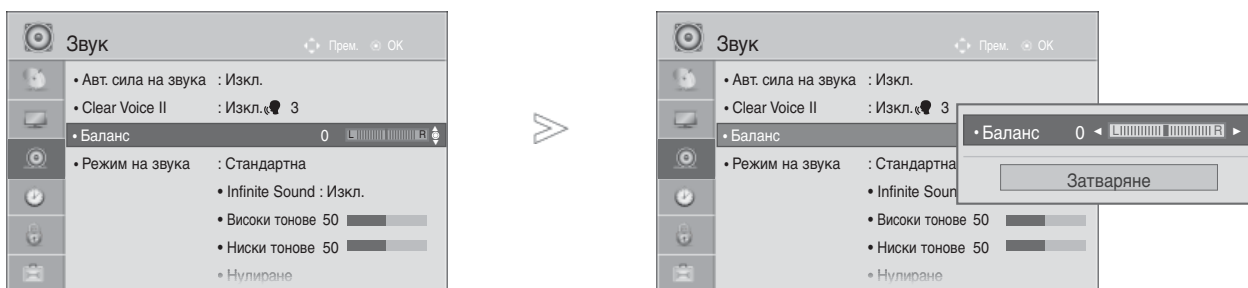 Звук Прем. OK
• Авт. сила на звука : Изкл.
• Clear Voice II : Изкл. 3
• Баланс 0 L R
• Режим на звука : Стандартна
• Infinite Sound : Изкл.
• Високи тонове 50
• Ниски тонове 50
• Нулиране
Звук Прем. OK
• Авт. сила на звука : Изкл.
• Clear Voice II : Изкл. 3
• Баланс
• Режим на звука : Стандартна
• Infinite Soun
• Високи тонове 50
• Ниски тонове 50
• Нулиране
• Баланс 0 ◄ L R ►
Затваряне